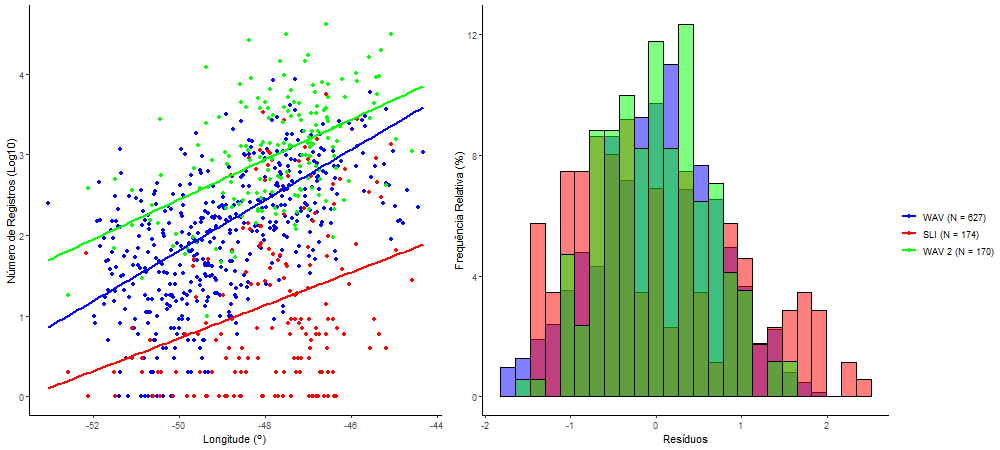 Número de Registros (Log10)
4
3
2
1
0
-52
-50
-48
-46
-44
Longitude (º)
Frequência Relativa (%)
12
8
4
0
-2
-1
0
1
2
Resíduos
WAV (N = 627)
SLI (N = 174)
WAV 2 (N = 170)